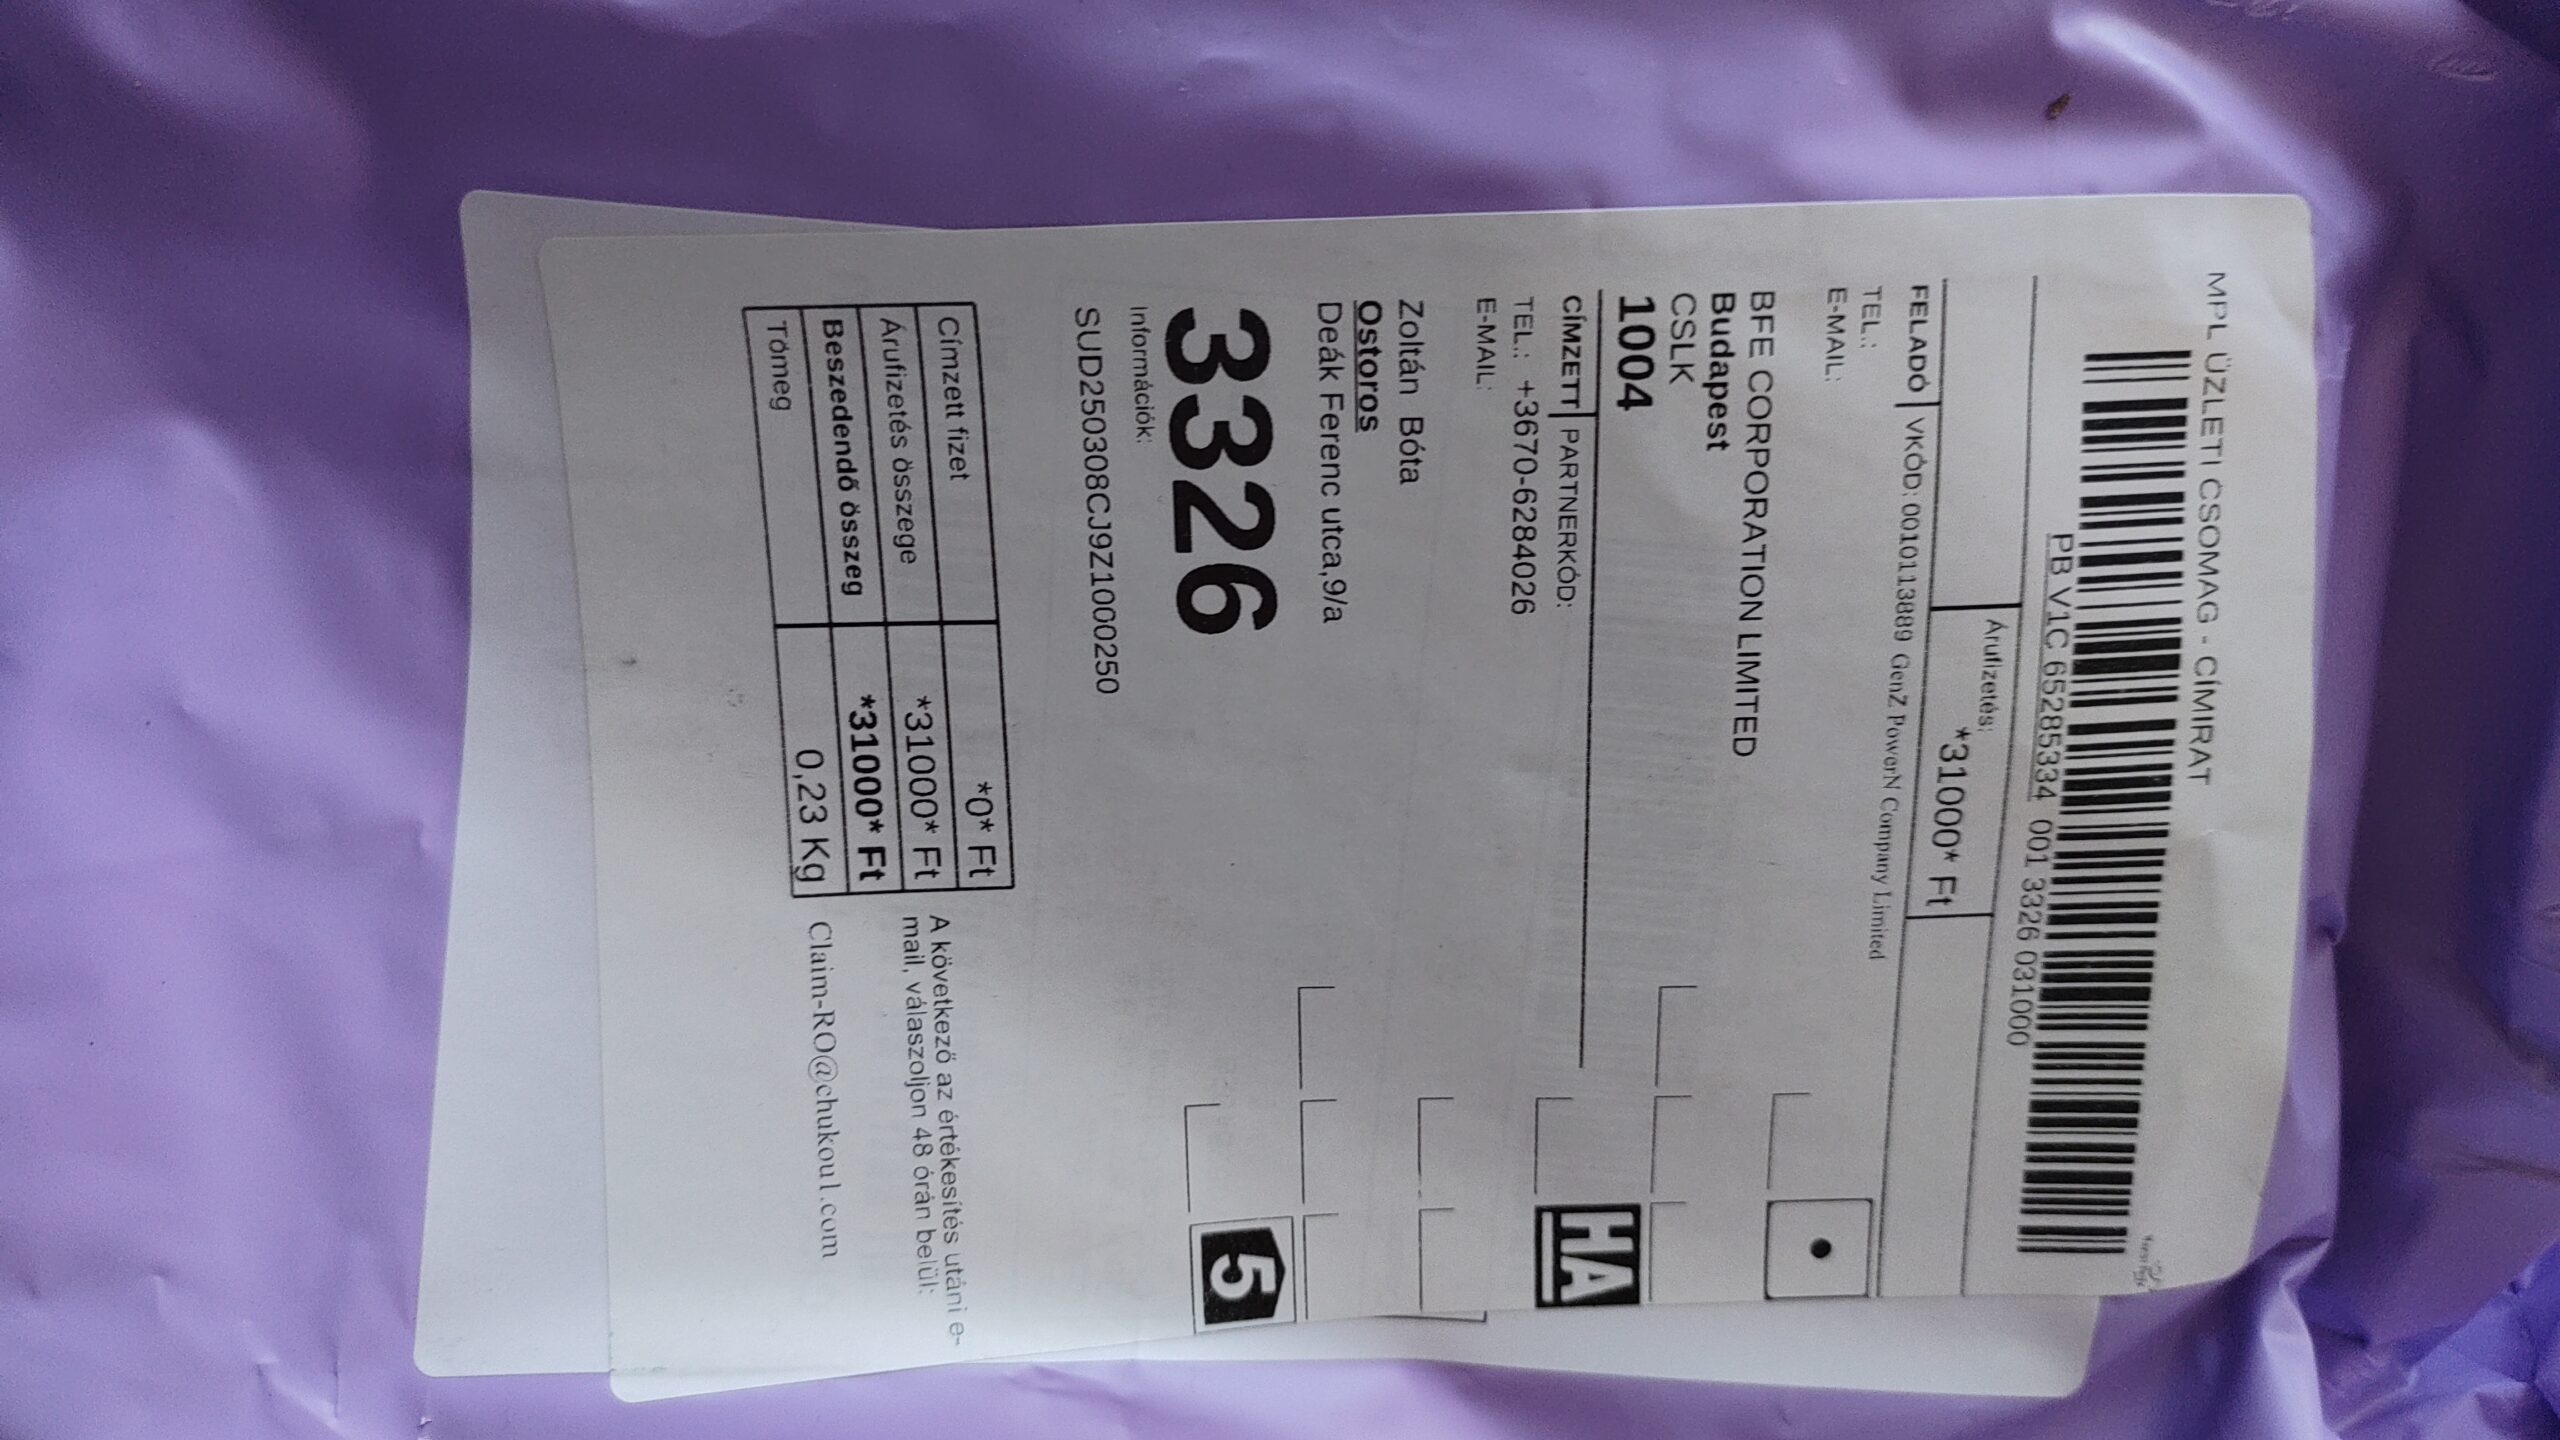 MPL ÜZLETI CSOMAG - CÍMIRAT
PB V1C 65285334 001 3326 031000
Árufizetés:
*31000* Ft
FELADÓ VKÓD: 0010113889 GenZ PowerN Company Limited
TEL.:
E-MAIL:
BFE CORPORATION LIMITED
Budapest
CSLK
1004
CÍMZETT PARTNERKÓD:
TEL.: +3670-6284026
E-MAIL:
HA
Zoltán Bóta
Ostoros
Deák Ferenc utca,9/a
3326
5
Információk:
SUD250308CJ9Z1000250
Címzett fizet *0* Ft
Árufizetés összege *31000* Ft
Beszedendő összeg *31000* Ft
Tömeg 0,23 Kg
A következő az értékesítés utáni e-
mail, válaszoljon 48 órán belül:
Claim-RO@chukou1.com